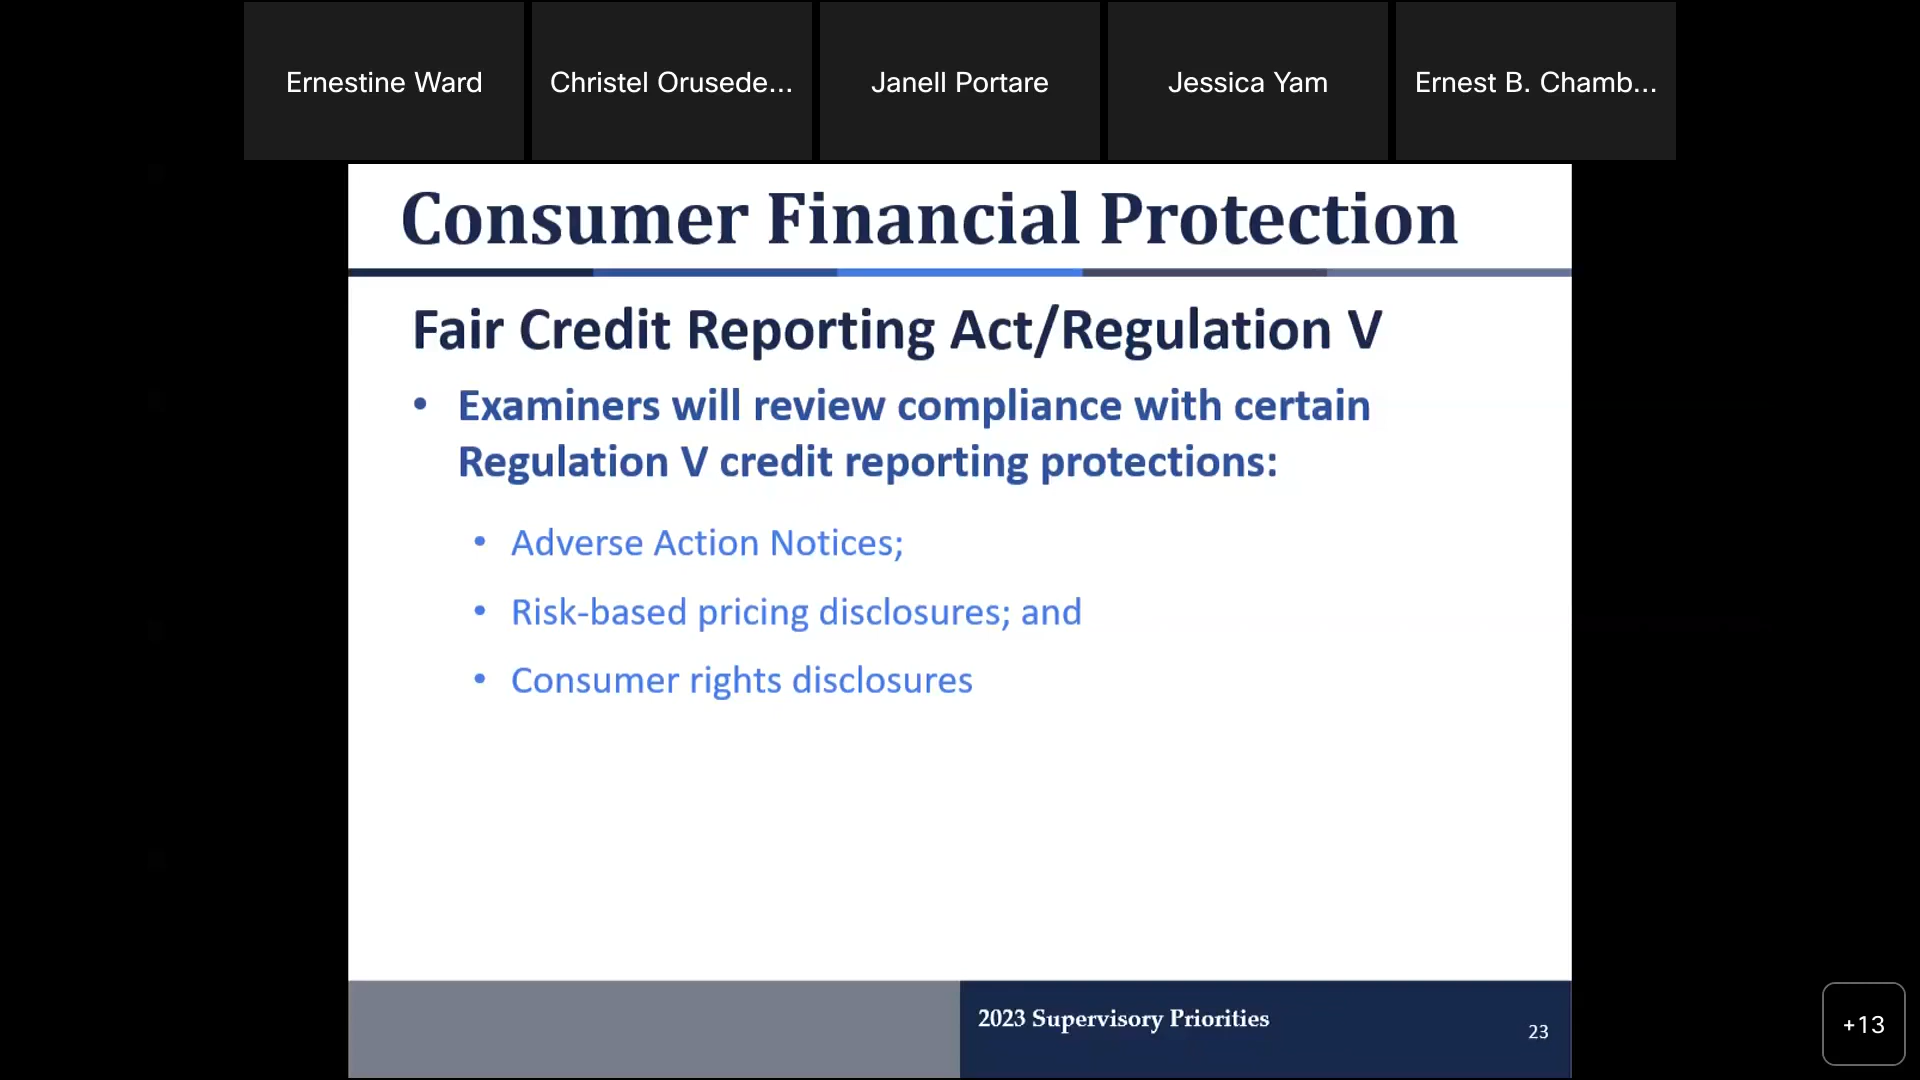 Ernestine Ward
Christel Orusede...
Janell Portare
Jessica Yam
Ernest B. Chamb...
Consumer Financial Protection
Fair Credit Reporting Act/Regulation V
• Examiners will review compliance with certain
Regulation V credit reporting protections:
• Adverse Action Notices;
• Risk-based pricing disclosures; and
• Consumer rights disclosures
2023 Supervisory Priorities
23
+13